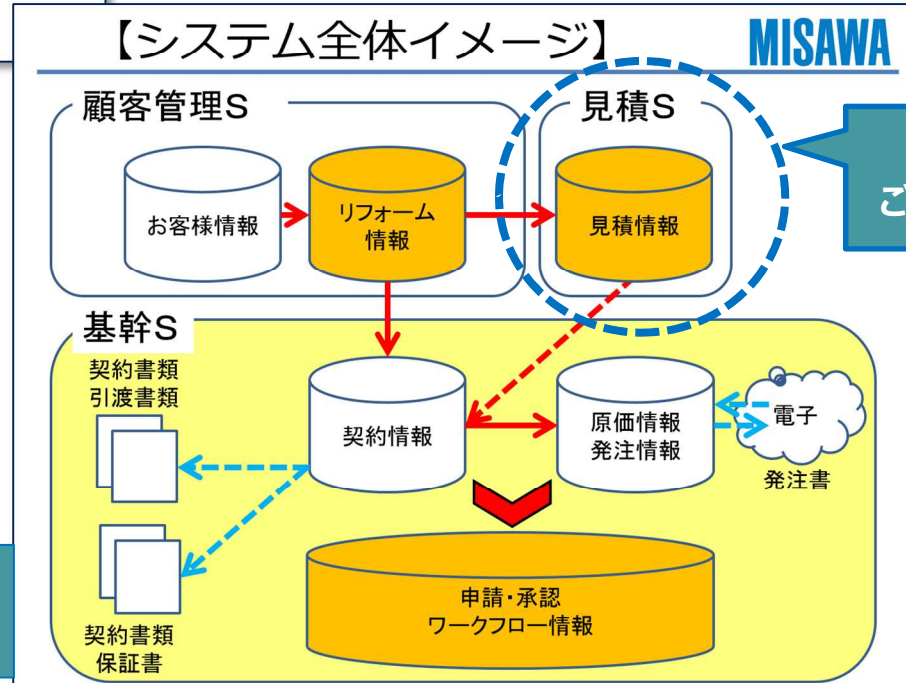 【システム全体イメージ】
MISAWA
顧客管理S
見積S
お客様情報
リフォーム
情報
見積情報
ご
基幹S
契約書類
引渡書類
契約情報
原価情報
発注情報
電子
発注書
申請・承認
ワークフロー情報
契約書類
保証書